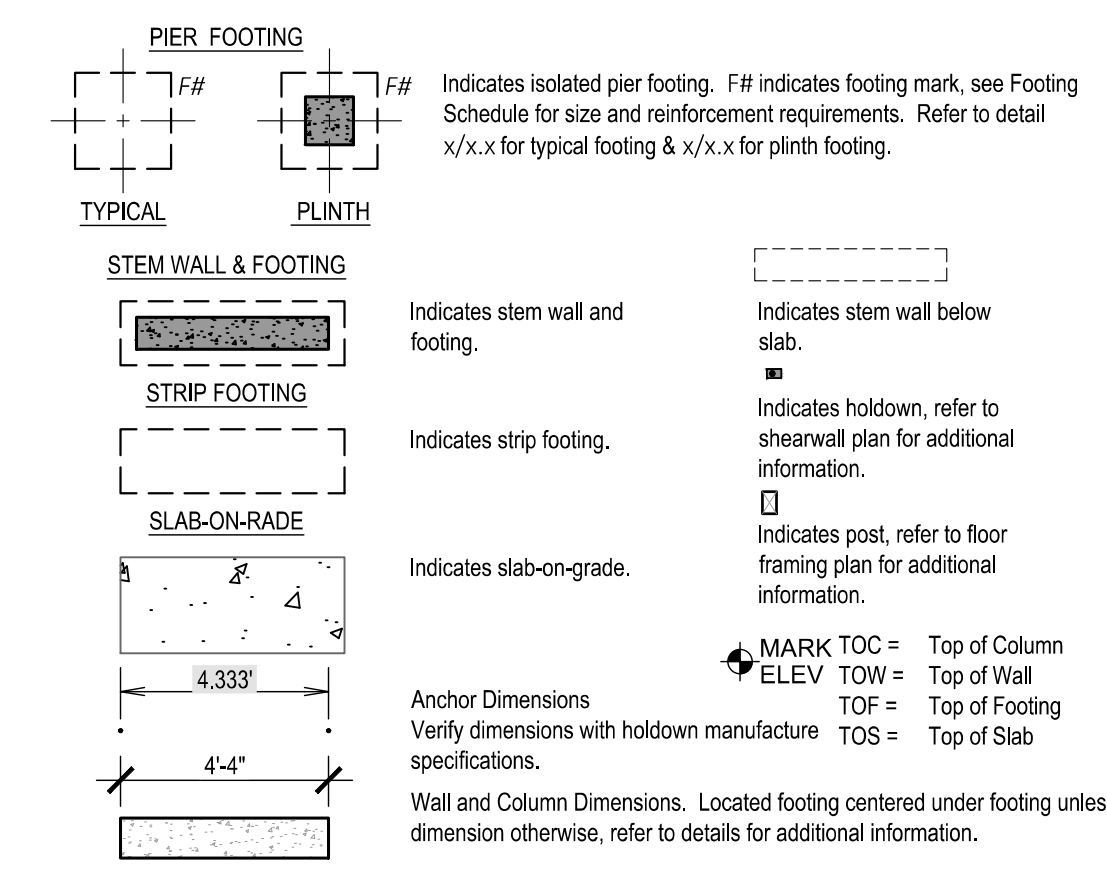 PIER FOOTING
F#
F#
Indicates isolated pier footing. F# indicates footing mark, see Footing
Schedule for size and reinforcement requirements. Refer to detail
x/x.x for typical footing & x/x.x for plinth footing.
TYPICAL
PLINTH
STEM WALL & FOOTING
Indicates stem wall and
footing.
Indicates stem wall below
slab.
STRIP FOOTING
Indicates strip footing.
Indicates holdown, refer to
shearwall plan for additional
information.
SLAB-ON-RADE
Indicates slab-on-grade.
Indicates post, refer to floor
framing plan for additional
information.
MARK
ELEV
TOC = Top of Column
TOW = Top of Wall
TOF = Top of Footing
TOS = Top of Slab
4.333'
Anchor Dimensions
Verify dimensions with holdown manufacture
specifications.
4'-4"
Wall and Column Dimensions. Located footing centered under footing unles
dimension otherwise, refer to details for additional information.